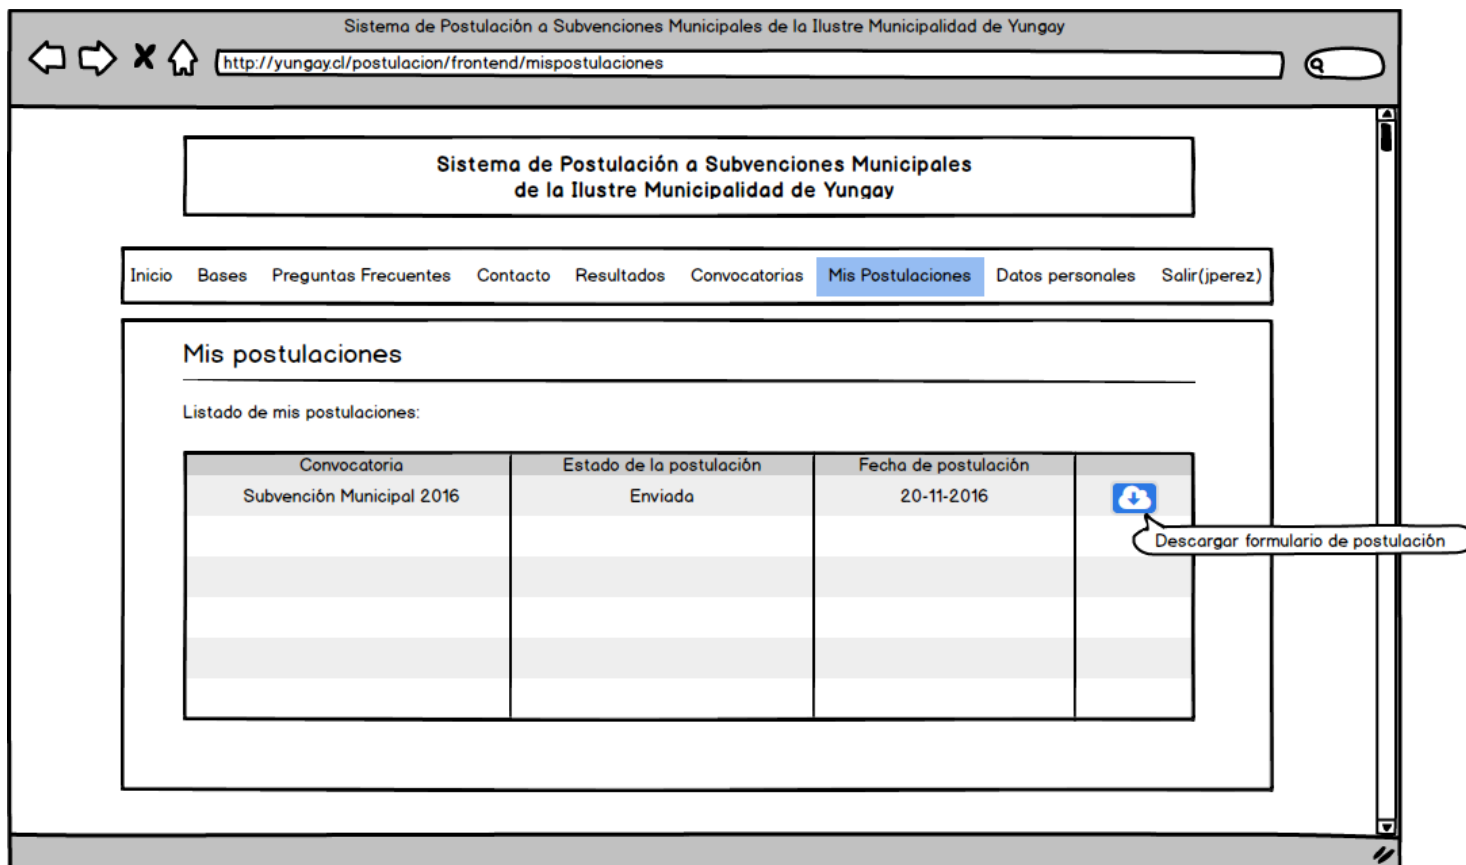 Sistema de Postulación a Subvenciones Municipales de la Ilustre Municipalidad de Yungay
http://yungay.cl/postulacion/frontend/mispostulaciones
Sistema de Postulación a Subvenciones Municipales
de la Ilustre Municipalidad de Yungay
Inicio Bases Preguntas Frecuentes Contacto Resultados Convocatorias Mis Postulaciones Datos personales Salir(jperez)
Mis postulaciones
Listado de mis postulaciones:
Convocatoria Estado de la postulación Fecha de postulación
Subvención Municipal 2016 Enviada 20-11-2016
Descargar formulario de postulación